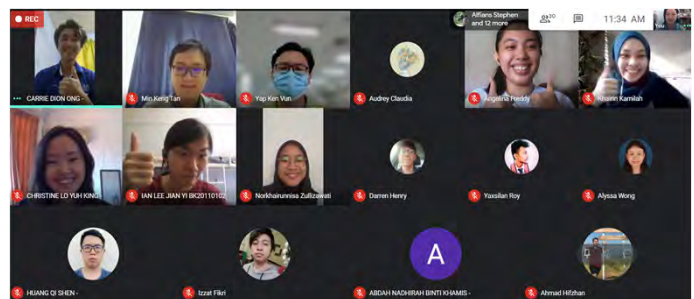 REC
Alfians Stephen
and 12 more
20
11:34 AM
You
CARRIE DION ONG -
Min Keng Tan
Yap Ken Vun
Audrey Claudia
Angelina Freddy
Khairin Kamilah
CHRISTINE LO YUH KING
IAN LEE JIAN YI BK20110102
Norkhairunnisa Zullizawati
Darren Henry
Yaxsilan Roy
Alyssa Wong
HUANG QI SHEN -
Izzat Fikri
A
ABDAH NADHIRAH BINTI KHAMIS -
Ahmad Hifzhan